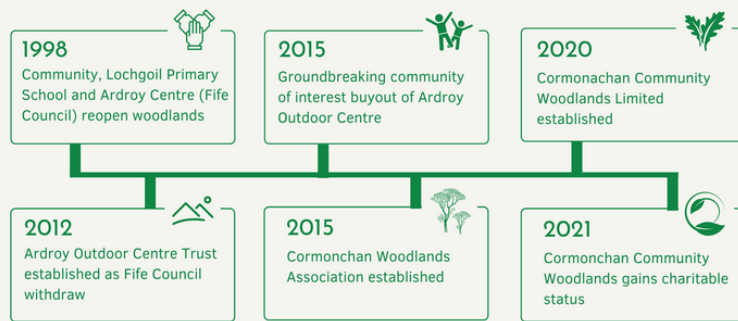 1998
Community, Lochgoil Primary
School and Ardroy Centre (Fife
Council) reopen woodlands
2015
Groundbreaking community
of interest buyout of Ardroy
Outdoor Centre
2020
Cormonachan Community
Woodlands Limited
established
2012
Ardroy Outdoor Centre Trust
established as Fife Council
withdraw
2015
Cormonchan Woodlands
Association established
2021
Cormonchan Community
Woodlands gains charitable
status